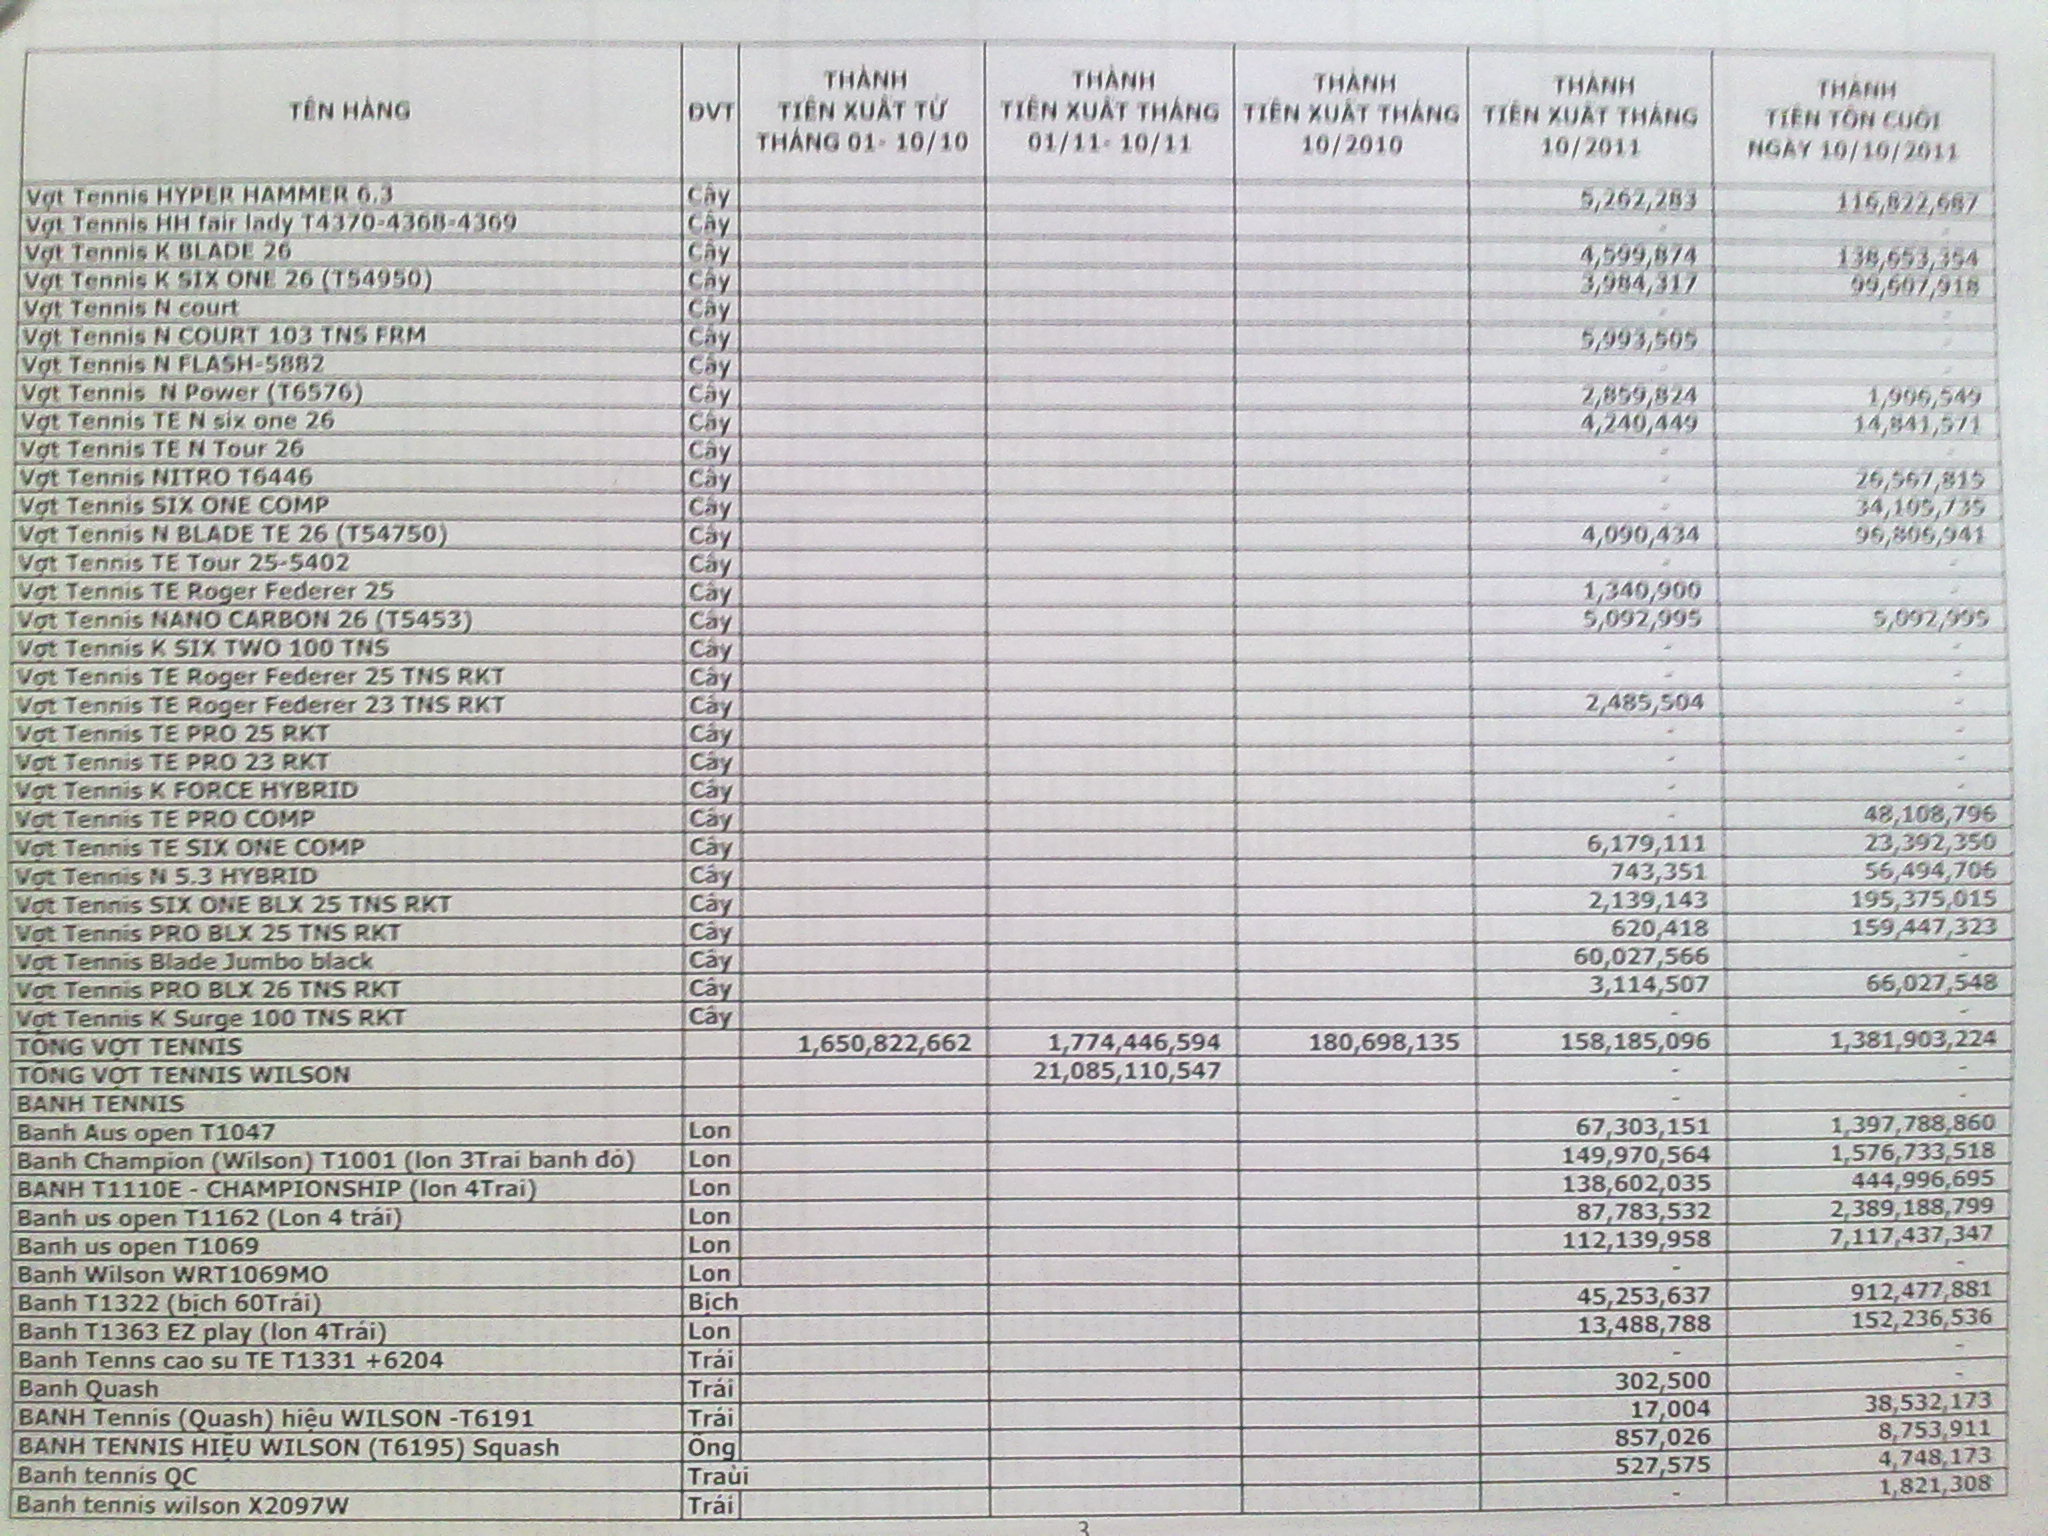 TÊN HÀNG ĐVT THÀNH TIỀN XUẤT TỪ THÁNG 01- 10/10 THÀNH TIỀN XUẤT THÁNG 01/11- 10/11 THÀNH TIỀN XUẤT THÁNG 10/2010 THÀNH TIỀN XUẤT THÁNG 10/2011 THÀNH TIỀN TỒN CUỐI NGÀY 10/10/2011
Vợt Tennis HYPER HAMMER 6.3 Cây 5,262,283 116,822,687
Vợt Tennis HH fair lady T4370-4368-4369 Cây - -
Vợt Tennis K BLADE 26 Cây 4,599,874 138,653,354
Vợt Tennis K SIX ONE 26 (T54950) Cây 3,984,317 99,607,918
Vợt Tennis N court Cây - -
Vợt Tennis N COURT 103 TNS FRM Cây 5,993,505 -
Vợt Tennis N FLASH-5882 Cây - -
Vợt Tennis N Power (T6576) Cây 2,859,824 1,906,549
Vợt Tennis TE N six one 26 Cây 4,240,449 14,841,571
Vợt Tennis TE N Tour 26 Cây - -
Vợt Tennis NITRO T6446 Cây - 26,567,815
Vợt Tennis SIX ONE COMP Cây - 34,105,735
Vợt Tennis N BLADE TE 26 (T54750) Cây 4,090,434 96,806,941
Vợt Tennis TE Tour 25-5402 Cây - -
Vợt Tennis TE Roger Federer 25 Cây 1,340,900 -
Vợt Tennis NANO CARBON 26 (T5453) Cây 5,092,995 5,092,995
Vợt Tennis K SIX TWO 100 TNS Cây - -
Vợt Tennis TE Roger Federer 25 TNS RKT Cây - -
Vợt Tennis TE Roger Federer 23 TNS RKT Cây 2,485,504 -
Vợt Tennis TE PRO 25 RKT Cây - -
Vợt Tennis TE PRO 23 RKT Cây - -
Vợt Tennis K FORCE HYBRID Cây - -
Vợt Tennis TE PRO COMP Cây - 48,108,796
Vợt Tennis TE SIX ONE COMP Cây 6,179,111 23,392,350
Vợt Tennis N 5.3 HYBRID Cây 743,351 56,494,706
Vợt Tennis SIX ONE BLX 25 TNS RKT Cây 2,139,143 195,375,015
Vợt Tennis PRO BLX 25 TNS RKT Cây 620,418 159,447,323
Vợt Tennis Blade Jumbo black Cây 60,027,566 -
Vợt Tennis PRO BLX 26 TNS RKT Cây 3,114,507 66,027,548
Vợt Tennis K Surge 100 TNS RKT Cây - -
TỔNG VỢT TENNIS 1,650,822,662 1,774,446,594 180,698,135 158,185,096 1,381,903,224
TỔNG VỢT TENNIS WILSON 21,085,110,547 - -
BANH TENNIS - -
Banh Aus open T1047 Lon 67,303,151 1,397,788,860
Banh Champion (Wilson) T1001 (lon 3Trai banh đỏ) Lon 149,970,564 1,576,733,518
BANH T1110E - CHAMPIONSHIP (lon 4Trai) Lon 138,602,035 444,996,695
Banh us open T1162 (Lon 4 trái) Lon 87,783,532 2,389,188,799
Banh us open T1069 Lon 112,139,958 7,117,437,347
Banh Wilson WRT1069MO Lon - -
Banh T1322 (bịch 60Trái) Bịch 45,253,637 912,477,881
Banh T1363 EZ play (lon 4Trái) Lon 13,488,788 152,236,536
Banh Tenns cao su TE T1331 +6204 Trái - -
Banh Quash Trái 302,500 -
BANH Tennis (Quash) hiệu WILSON -T6191 Trái 17,004 38,532,173
BANH TENNIS HIỆU WILSON (T6195) Squash Ống 857,026 8,753,911
Banh tennis QC Traùi 527,575 4,748,173
Banh tennis wilson X2097W Trái - 1,821,308
3